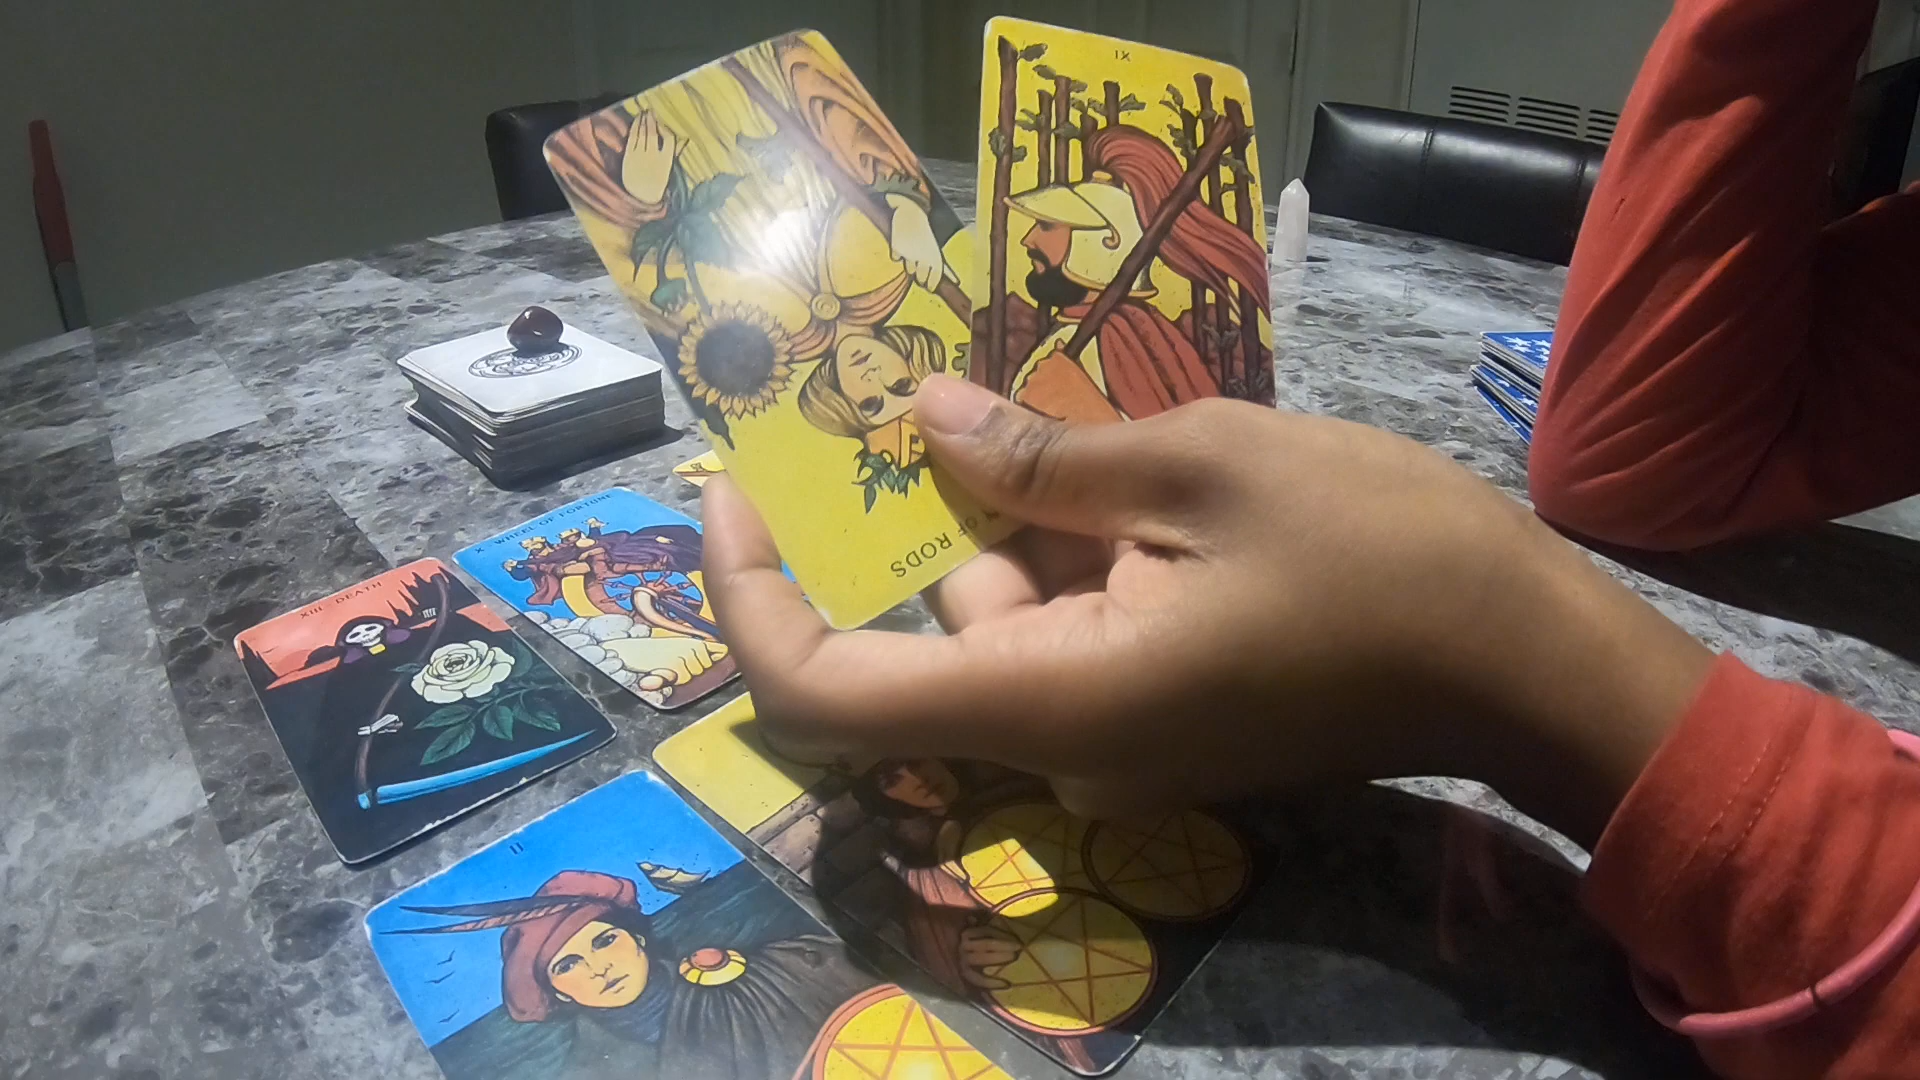 IX
N OF RODS
X WHEEL OF FORTUNE
XIII DEATH
II